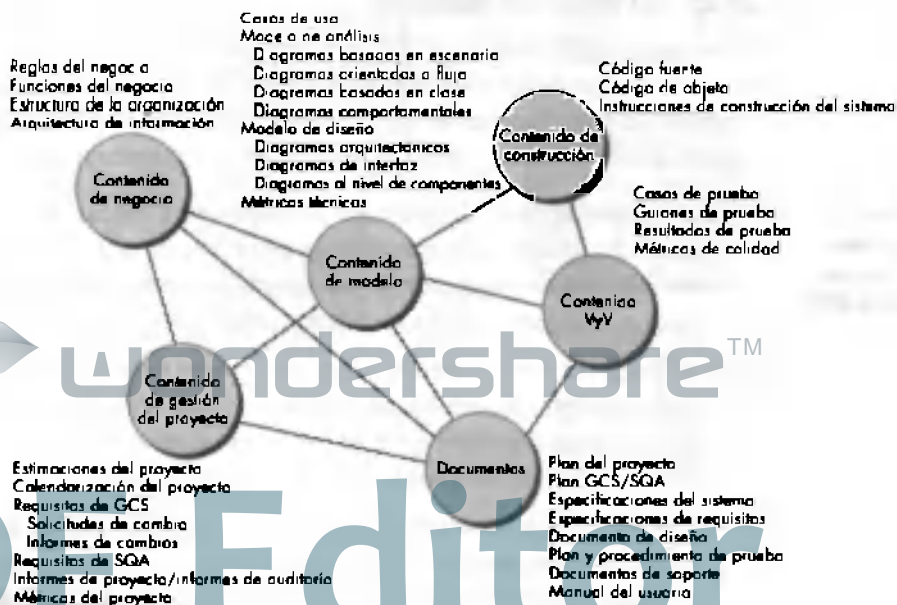 Reglas del negocio
Funciones del negocio
Estructura de la organización
Arquitectura de información
Casos de uso
Modelo de análisis
Diagramas basados en escenario
Diagramas orientados a flujo
Diagramas basados en clase
Diagramas comportamentales
Modelo de diseño
Diagramas arquitectónicos
Diagramas de interfaz
Diagramas al nivel de componentes
Métricas técnicas
Código fuente
Código de objeto
Instrucciones de construcción del sistema
Contenido de
construcción
Casos de prueba
Guiones de prueba
Resultados de prueba
Métricas de calidad
Contenido
de negocio
Contenido
de modelo
Contenido
VyV
wondershare™
Contenido
de gestión
del proyecto
Documentos
Estimaciones del proyecto
Calendarización del proyecto
Requisitos de GCS
Solicitudes de cambio
Informes de cambios
Requisitos de SQA
Informes de proyecto/informes de auditorio
Métricas del proyecto
Plan del proyecto
Plan GCS/SQA
Especificaciones del sistema
Especificaciones de requisitos
Documento de diseño
Plan y procedimiento de prueba
Documentos de soporte
Manual del usuario
Editor